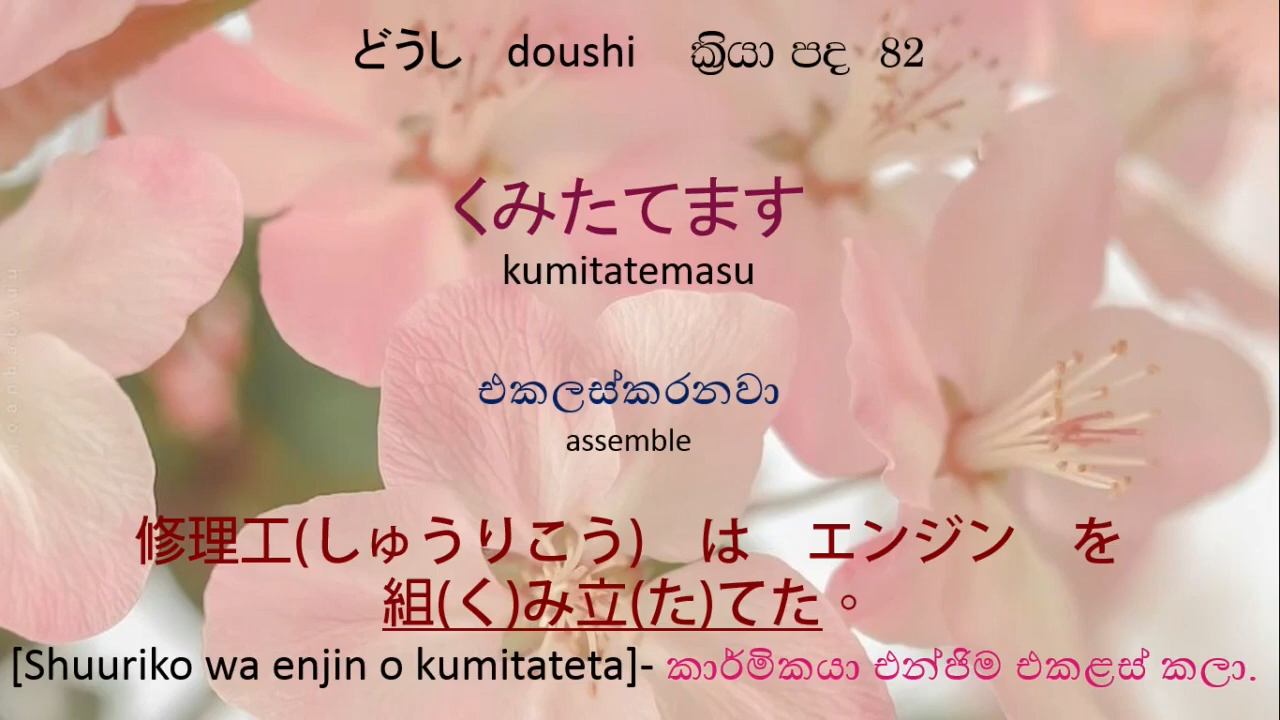 どうし doushi ක්‍රියා පද 82
くみたてます
kumitatemasu
එකලස්කරනවා
assemble
修理工(しゅうりこう) は エンジン を
組(く)み立(た)てた。
[Shuuriko wa enjin o kumitateta]- කාර්මිකයා එන්ජිම එකළස් කලා.